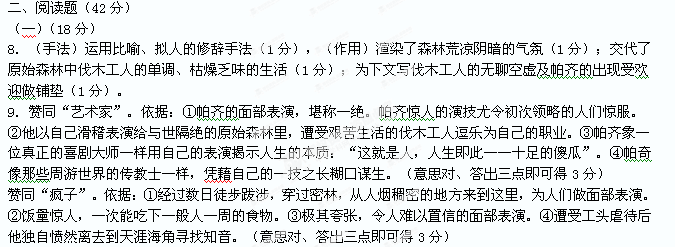 二、阅读题（42 分）
（一）（18 分）
8. （手法）运用比喻、拟人的修辞手法（1 分），（作用）渲染了森林荒凉阴暗的气氛（1 分）；交代了
原始森林中伐木工人的单调、枯燥乏味的生活（1 分）；为下文写伐木工人的无聊空虚及帕齐的出现受欢
迎做铺垫（1 分）。
9. 赞同“艺术家”。依据：①帕齐的面部表演，堪称一绝。帕齐惊人的演技尤令初次领略的人们惊服。
②他以自己滑稽表演给与世隔绝的原始森林里，遭受艰苦生活的伐木工人逗乐为自己的职业。③帕齐象一
位真正的喜剧大师一样用自己的表演揭示人生的本质：“这就是人，人生即此一一十足的傻瓜”。④帕奇
像那些周游世界的传教士一样，凭藉自己的一技之长糊口谋生。（意思对、答出三点即可得 3 分）
赞同“疯子”。依据：①经过数日徒步跋涉，穿过密林，从人烟稠密的地方来到这里，为人们做面部表演。
②饭量惊人，一次能吃下一般人一周的食物。③极其夸张，令人难以置信的面部表演。④遭受工头虐待后
他独自愤然离去到天涯海角寻找知音。（意思对、答出三点即可得 3 分）